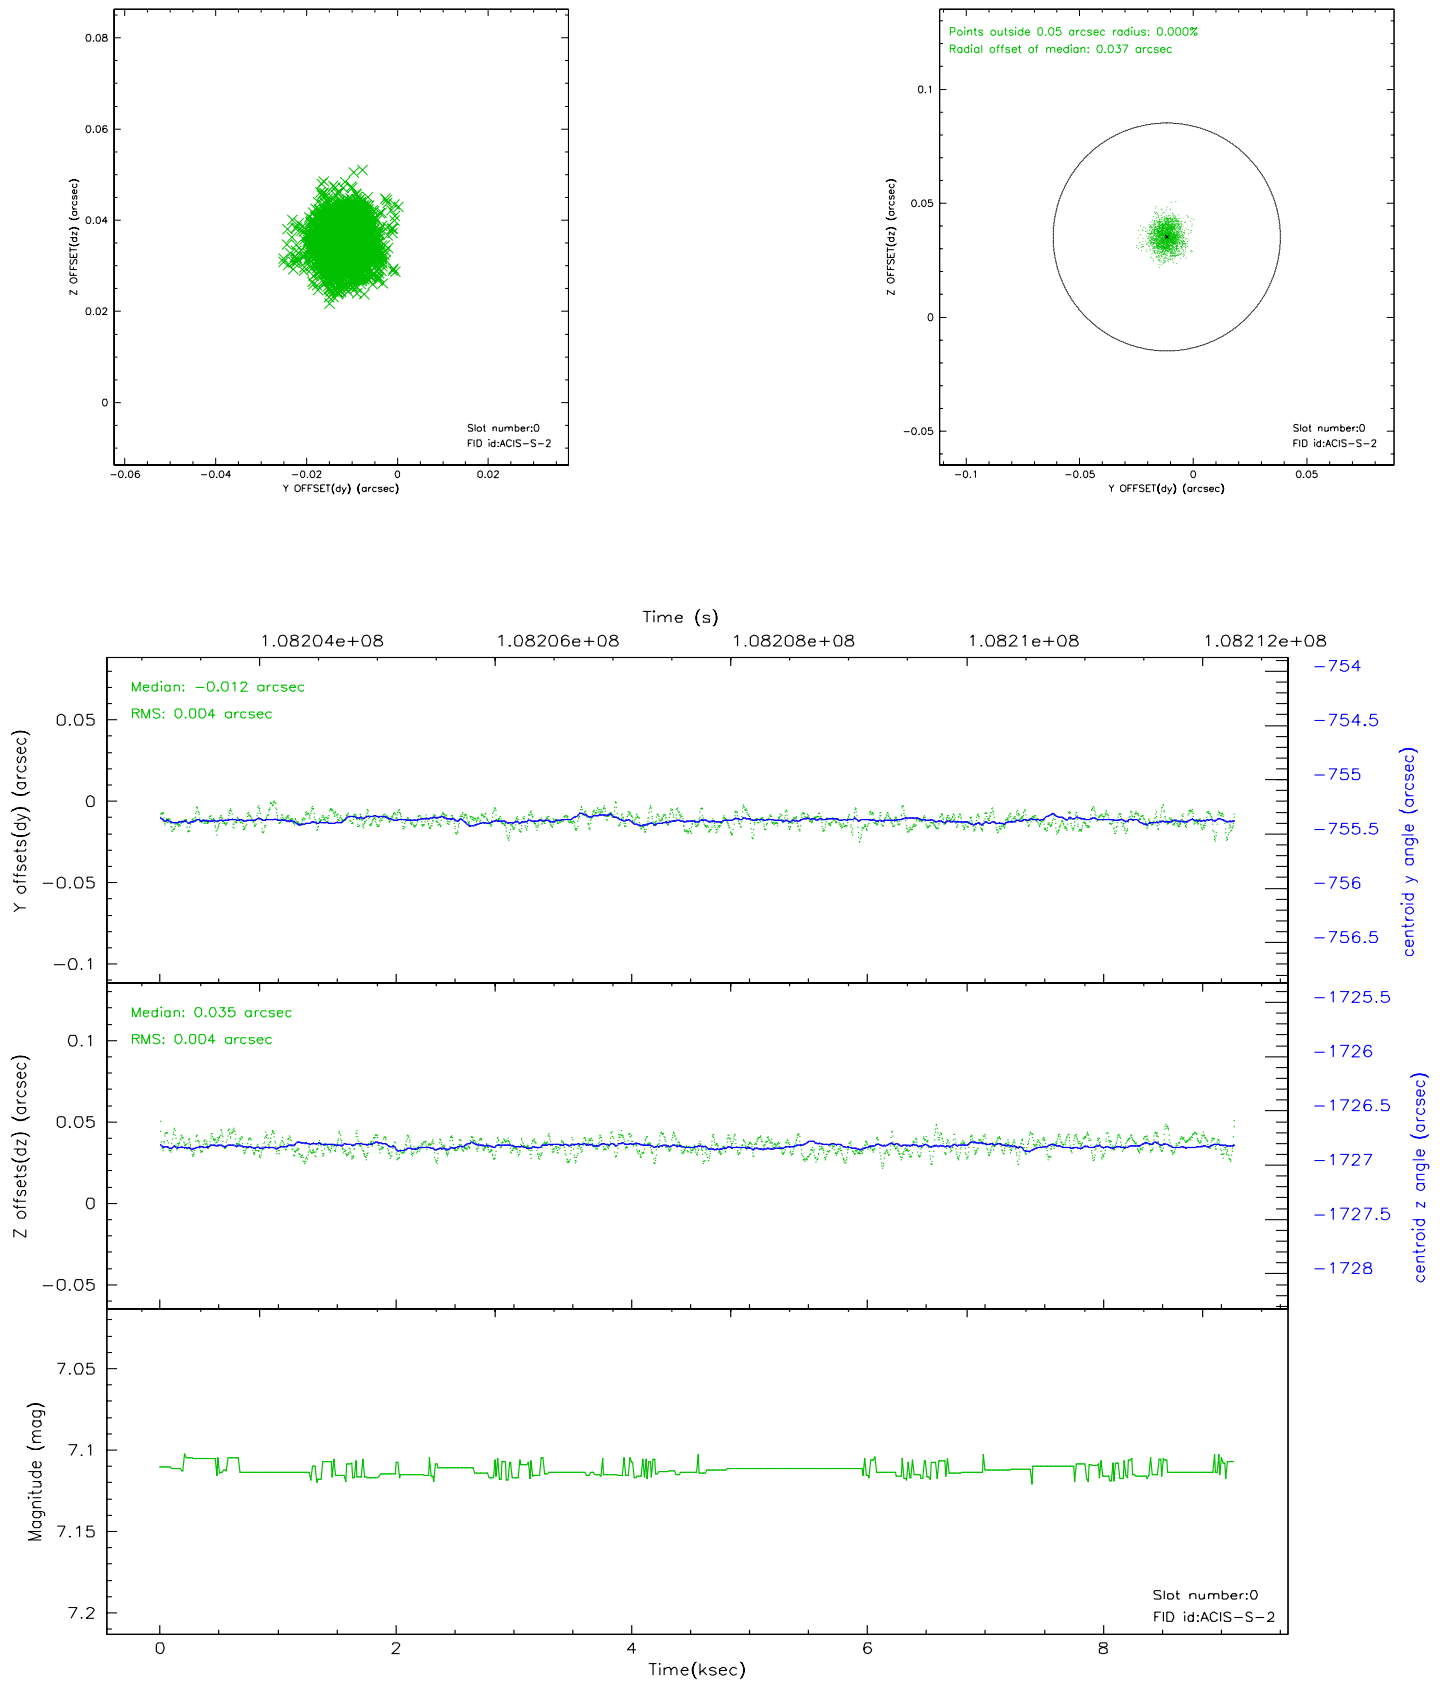 0.08
0.06
0.04
0.02
0
Z OFFSET(dz) (arcsec)
Slot number:0
FID id:ACIS-S-2
-0.06
-0.04
-0.02
0
0.02
Y OFFSET(dy) (arcsec)
Points outside 0.05 arcsec radius: 0.000%
Radial offset of median: 0.037 arcsec
0.1
0.05
0
-0.05
Z OFFSET(dz) (arcsec)
Slot number:0
FID id:ACIS-S-2
-0.1
-0.05
0
0.05
Y OFFSET(dy) (arcsec)
Time (s)
1.08204e+08
1.08206e+08
1.08208e+08
1.0821e+08
1.08212e+08
Median: -0.012 arcsec
RMS: 0.004 arcsec
0.05
0
-0.05
-0.1
Y offsets(dy) (arcsec)
-754
-754.5
-755
-755.5
-756
-756.5
centroid y angle (arcsec)
Median: 0.035 arcsec
RMS: 0.004 arcsec
0.1
0.05
0
-0.05
Z offsets(dz) (arcsec)
-1725.5
-1726
-1726.5
-1727
-1727.5
-1728
centroid z angle (arcsec)
7.05
7.1
7.15
7.2
Magnitude (mag)
Slot number:0
FID id:ACIS-S-2
0
2
4
6
8
Time(ksec)